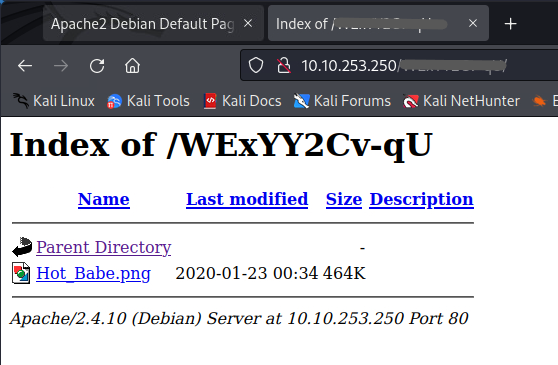 Apache2 Debian Default Pag
Index of /
10.10.253.250/
Kali Linux
Kali Tools
Kali Docs
Kali Forums
Kali NetHunter
Index of /WExYY2Cv-qU
Name Last modified Size Description
Parent Directory -
Hot_Babe.png 2020-01-23 00:34 464K
Apache/2.4.10 (Debian) Server at 10.10.253.250 Port 80